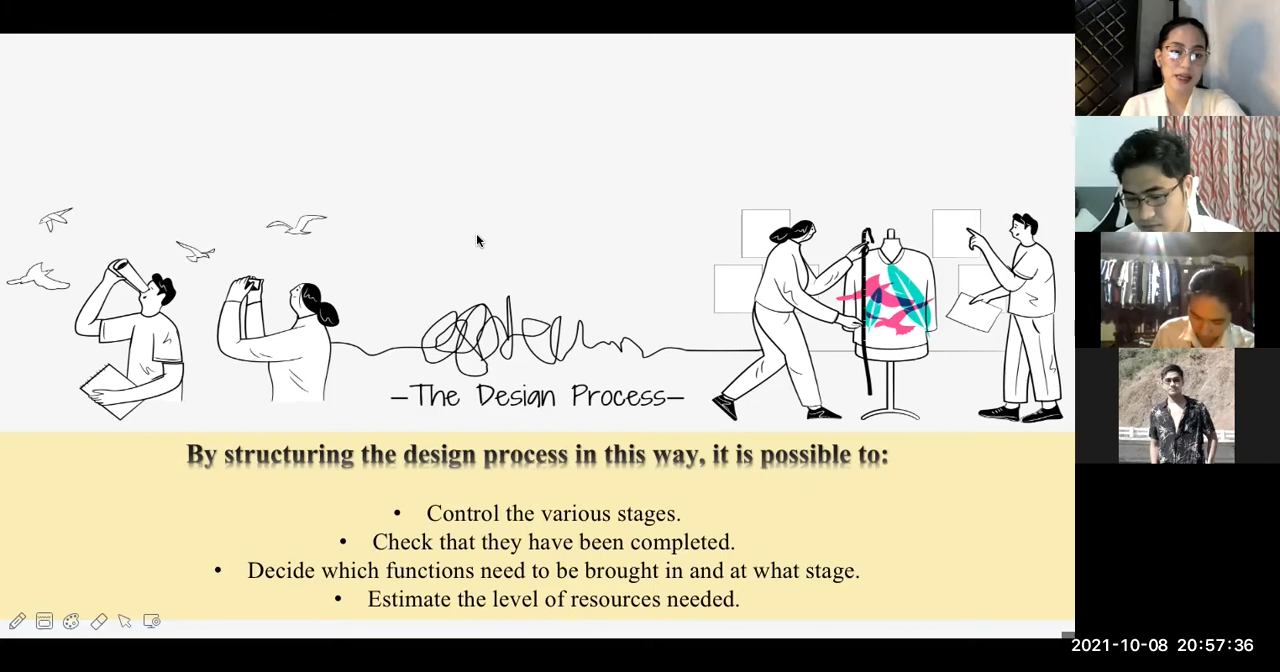 —The Design Process—
By structuring the design process in this way, it is possible to:
• Control the various stages.
• Check that they have been completed.
• Decide which functions need to be brought in and at what stage.
• Estimate the level of resources needed.
2021-10-08 20:57:36